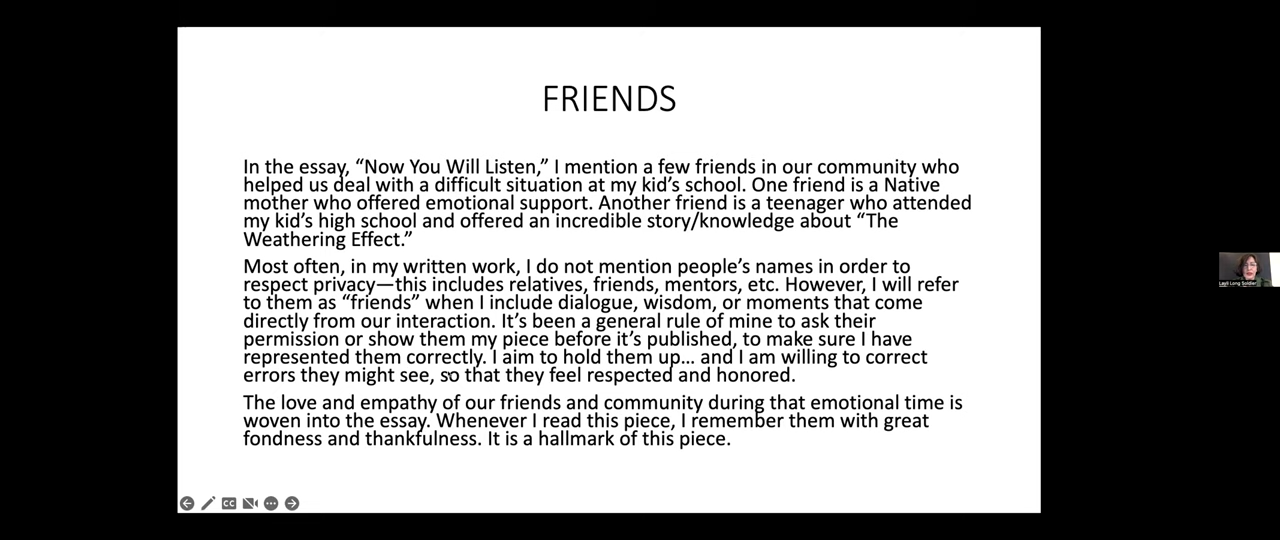 FRIENDS
In the essay, “Now You Will Listen,” I mention a few friends in our community who
helped us deal with a difficult situation at my kid’s school. One friend is a Native
mother who offered emotional support. Another friend is a teenager who attended
my kid’s high school and offered an incredible story/knowledge about “The
Weathering Effect.”
Most often, in my written work, I do not mention people’s names in order to
respect privacy—this includes relatives, friends, mentors, etc. However, I will refer
to them as “friends” when I include dialogue, wisdom, or moments that come
directly from our interaction. It’s been a general rule of mine to ask their
permission or show them my piece before it’s published, to make sure I have
represented them correctly. I aim to hold them up… and I am willing to correct
errors they might see, so that they feel respected and honored.
The love and empathy of our friends and community during that emotional time is
woven into the essay. Whenever I read this piece, I remember them with great
fondness and thankfulness. It is a hallmark of this piece.
CC
Layli Long Soldier